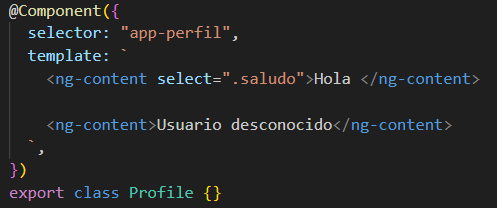 @Component({
  selector: "app-perfil",
  template: `
    <ng-content select=".saludo">Hola </ng-content>

    <ng-content>Usuario desconocido</ng-content>
  `,
})
export class Profile {}